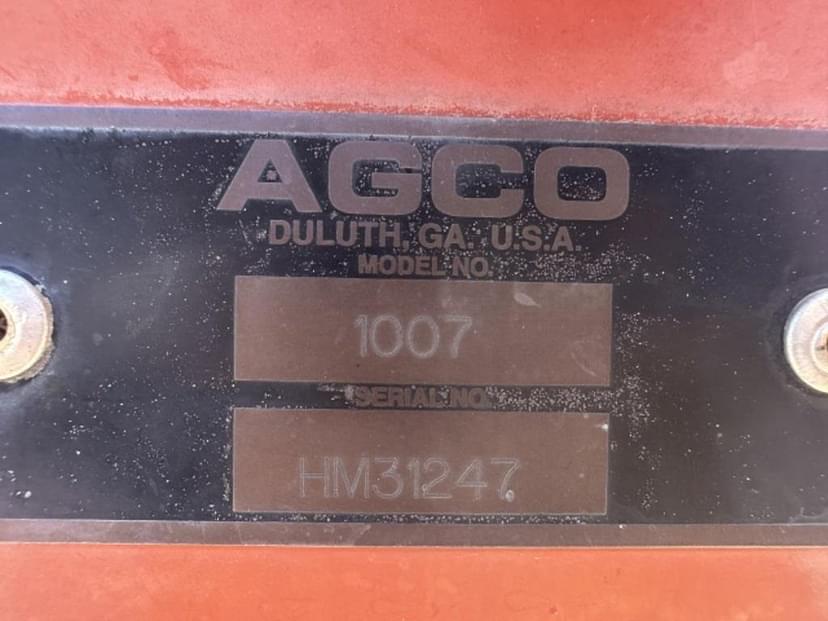 AGCO
DULUTH, GA. U.S.A.
MODEL NO.
1007
SERIAL NO.
HM31247